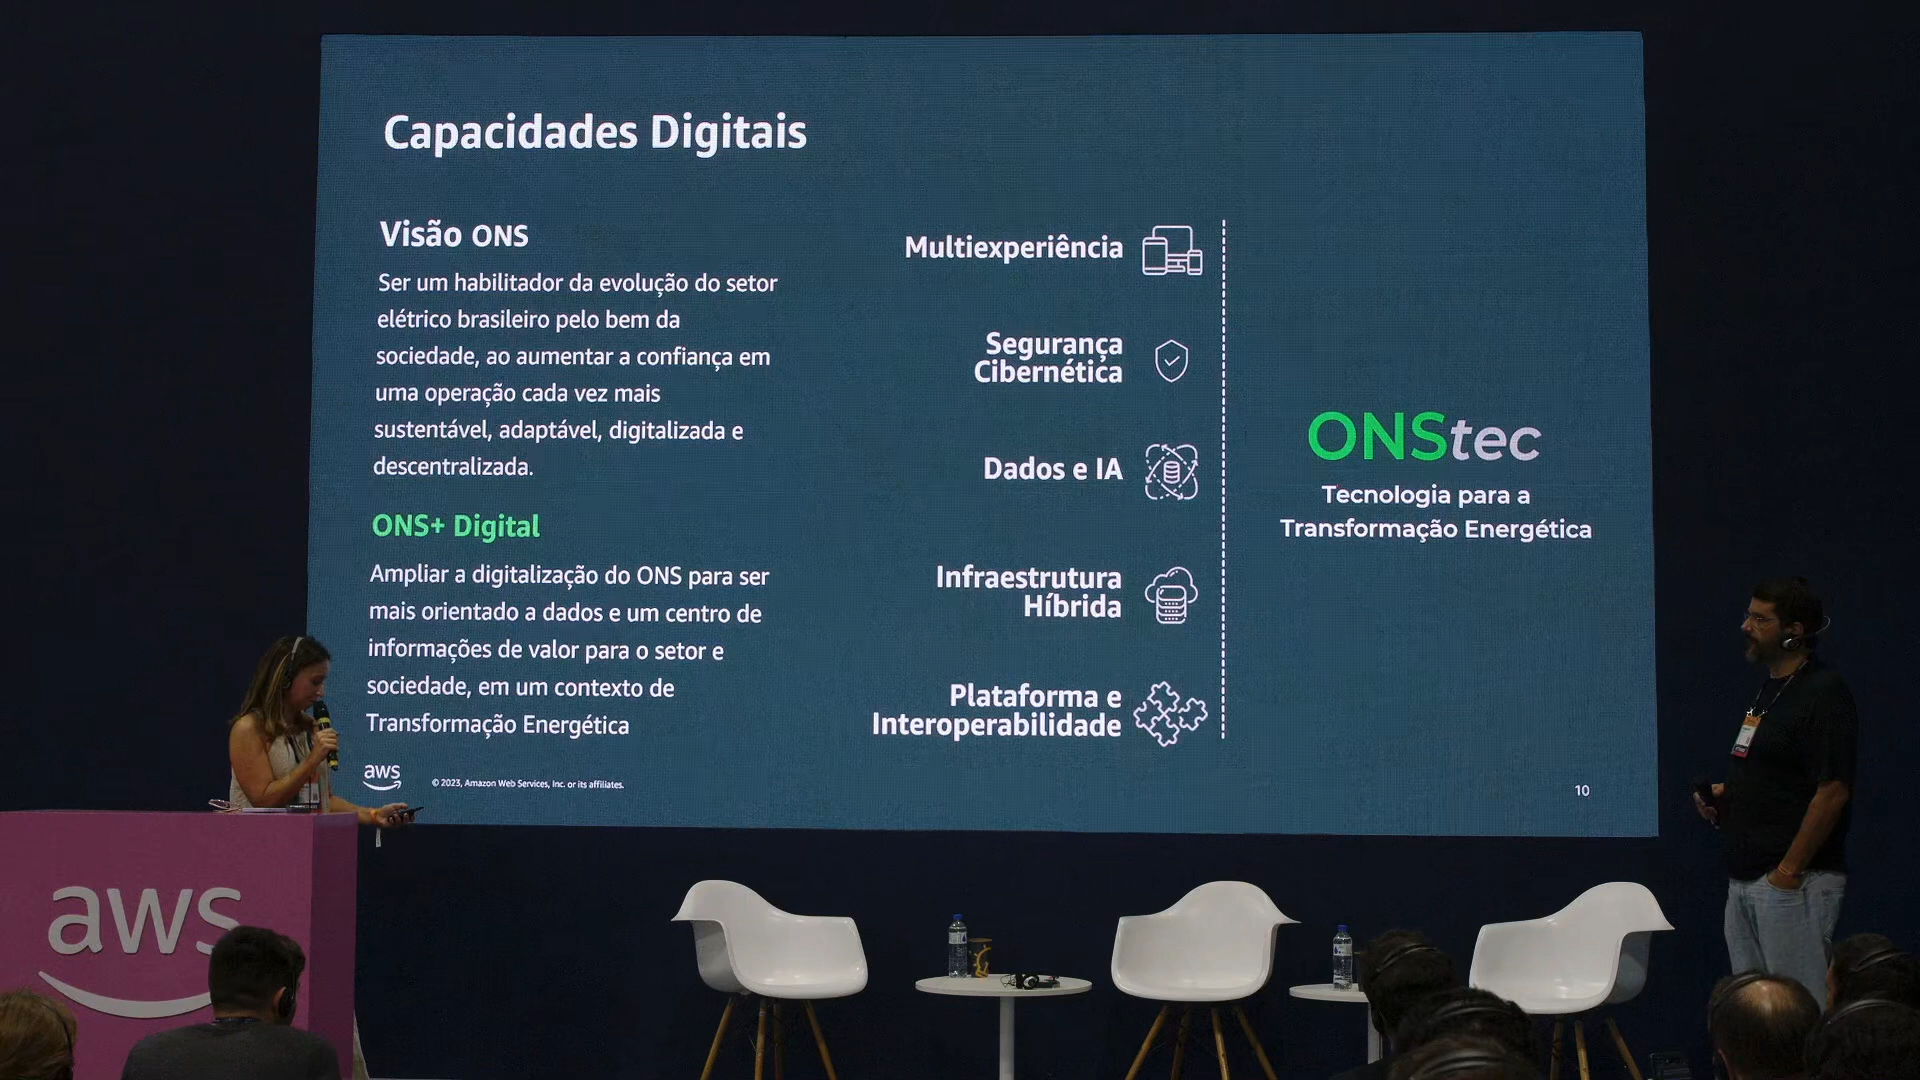 Capacidades Digitais
Visão ONS
Ser um habilitador da evolução do setor
elétrico brasileiro pelo bem da
sociedade, ao aumentar a confiança em
uma operação cada vez mais
sustentável, adaptável, digitalizada e
descentralizada.
ONS+ Digital
Ampliar a digitalização do ONS para ser
mais orientado a dados e um centro de
informações de valor para o setor e
sociedade, em um contexto de
Transformação Energética
Multiexperiência
Segurança
Cibernética
Dados e IA
Infraestrutura
Híbrida
Plataforma e
Interoperabilidade
ONStec
Tecnologia para a
Transformação Energética
aws
© 2023, Amazon Web Services, Inc. or its affiliates.
10
aws